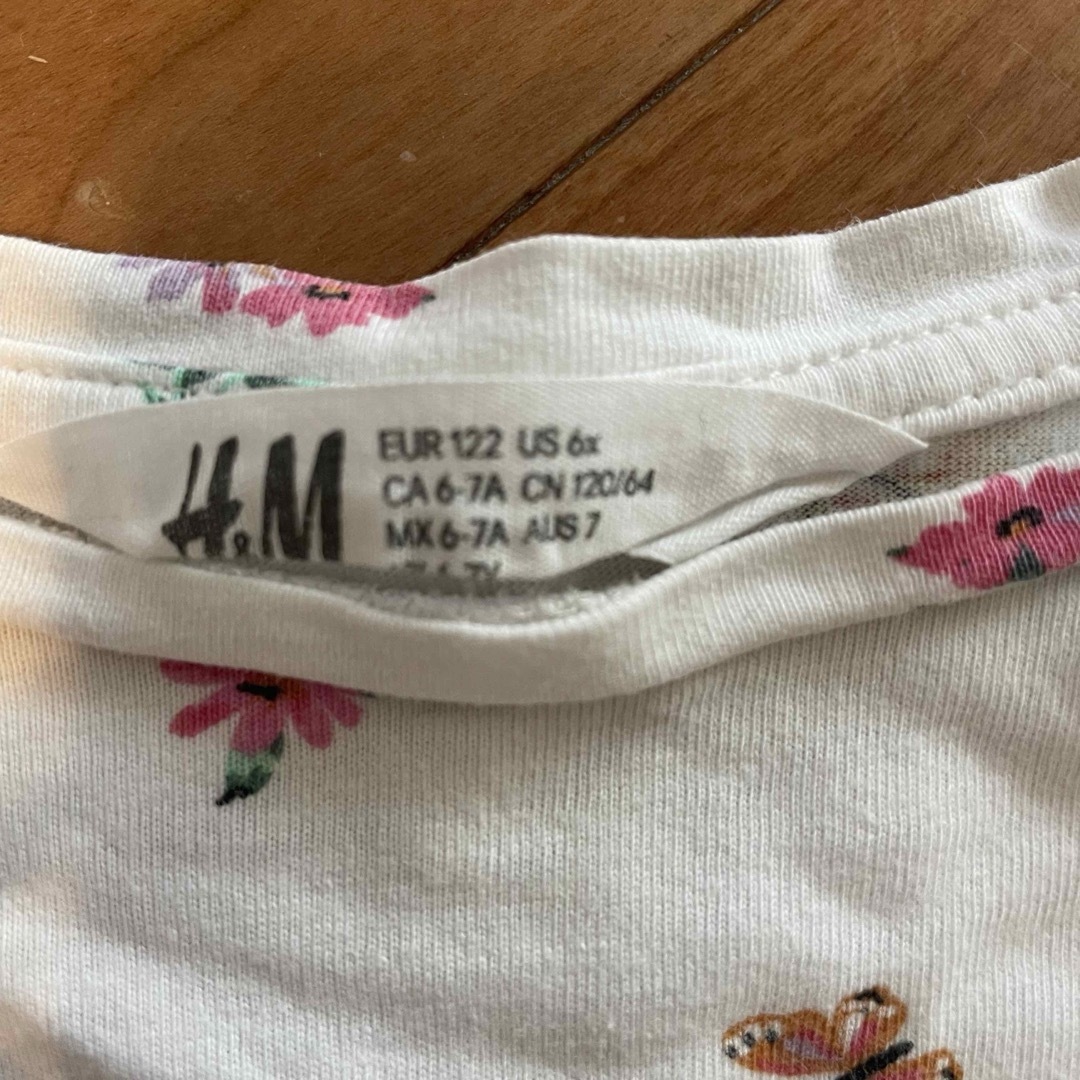 H&M
EUR 122 US 6x
CA 6-7A CN 120/64
MX 6-7A AUS 7